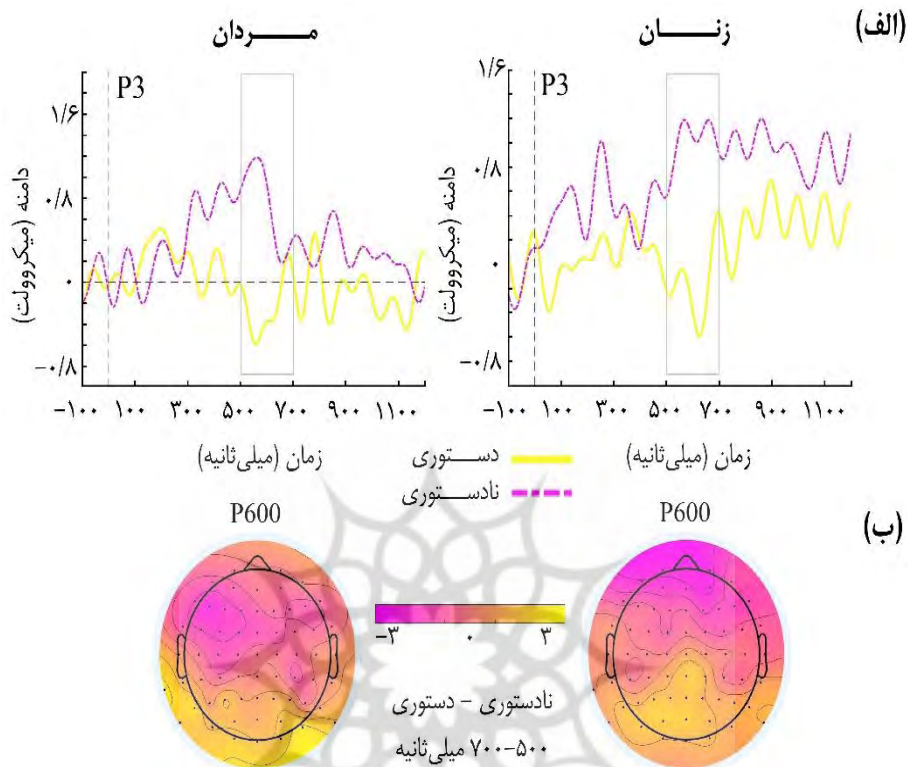 (الف)
زنـــــان
مـــــردان
P3
P3
۱/۶
۰/۸
۰
−۰/۸
دامنه (میکروولت)
۱/۶
۰/۸
۰
−۰/۸
دامنه (میکروولت)
−۱۰۰ ۱۰۰ ۳۰۰ ۵۰۰ ۷۰۰ ۹۰۰ ۱۱۰۰
−۱۰۰ ۱۰۰ ۳۰۰ ۵۰۰ ۷۰۰ ۹۰۰ ۱۱۰۰
زمان (میلی‌ثانیه)
زمان (میلی‌ثانیه)
دســـتوری
نادســـتوری
(ب)
P600
P600
−۳ ۰ ۳
نادستوری - دستوری
۵۰۰-۷۰۰ میلی‌ثانیه